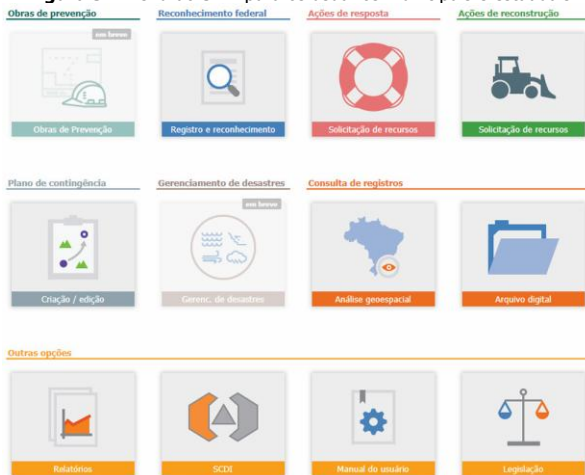 Obras de prevenção Reconhecimento federal Ações de resposta Ações de reconstrução
em breve
Obras de Prevenção Registro e reconhecimento Solicitação de recursos Solicitação de recursos
Plano de contingência Gerenciamento de desastres Consulta de registros
em breve
Criação / edição Gerenc. de desastres Análise geoespacial Arquivo digital
Outras opções
Relatórios SCDI Manual do usuário Legislação